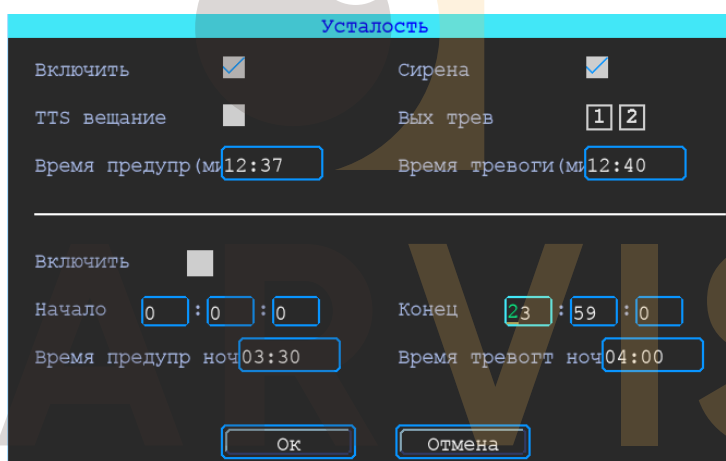 Усталость
Включить Сирена
TTS вещание Вых трев 1 2
Время предупр(ми 12:37 Время тревоги(ми 12:40
Включить
Начало 0 : 0 : 0 Конец 23 : 59 : 0
Время предупр ноч 03:30 Время тревогт ноч 04:00
Ок Отмена
ARVIS